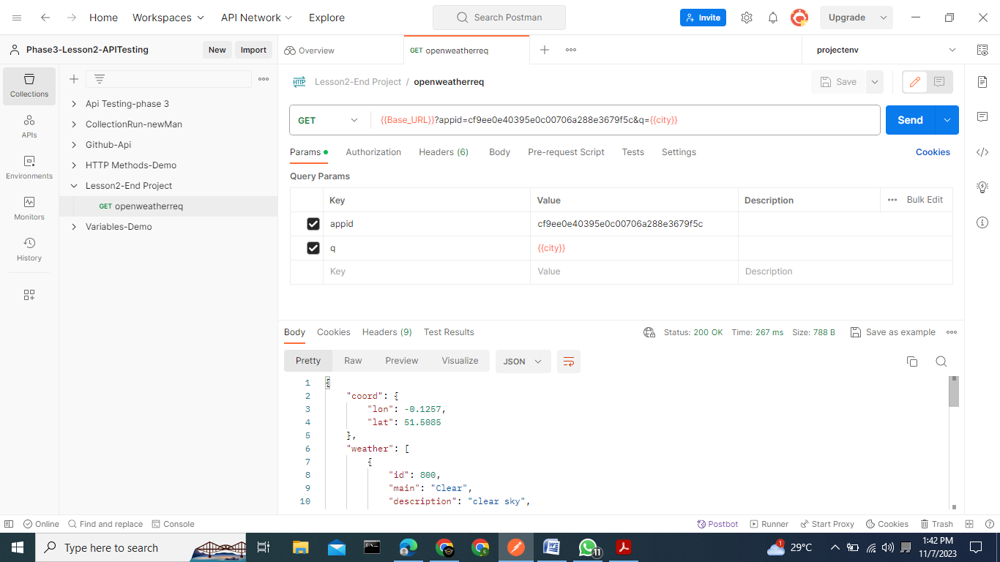 Home Workspaces API Network Explore Search Postman Invite Upgrade
Phase3-Lesson2-APITesting New Import Overview GET openweatherreq projectenv
Collections
APIs
Environments
Monitors
History
Api Testing-phase 3
CollectionRun-newMan
Github-Api
HTTP Methods-Demo
Lesson2-End Project
GET openweatherreq
Variables-Demo
HTTP Lesson2-End Project / openweatherreq Save
GET {{Base_URL}}?appid=cf9ee0e40395e0c00706a288e3679f5c&q={{city}} Send
Params Authorization Headers (6) Body Pre-request Script Tests Settings Cookies
Query Params
Key Value Description Bulk Edit
appid cf9ee0e40395e0c00706a288e3679f5c
q {{city}}
Key Value Description
Body Cookies Headers (9) Test Results Status: 200 OK Time: 267 ms Size: 788 B Save as example
Pretty Raw Preview Visualize JSON
1 {
2 "coord": {
3 "lon": -0.1257,
4 "lat": 51.5085
5 },
6 "weather": [
7 {
8 "id": 800,
9 "main": "Clear",
10 "description": "clear sky",
Online Find and replace Console Postbot Runner Start Proxy Cookies Trash
Type here to search 11 1 29°C 1:42 PM
11/7/2023